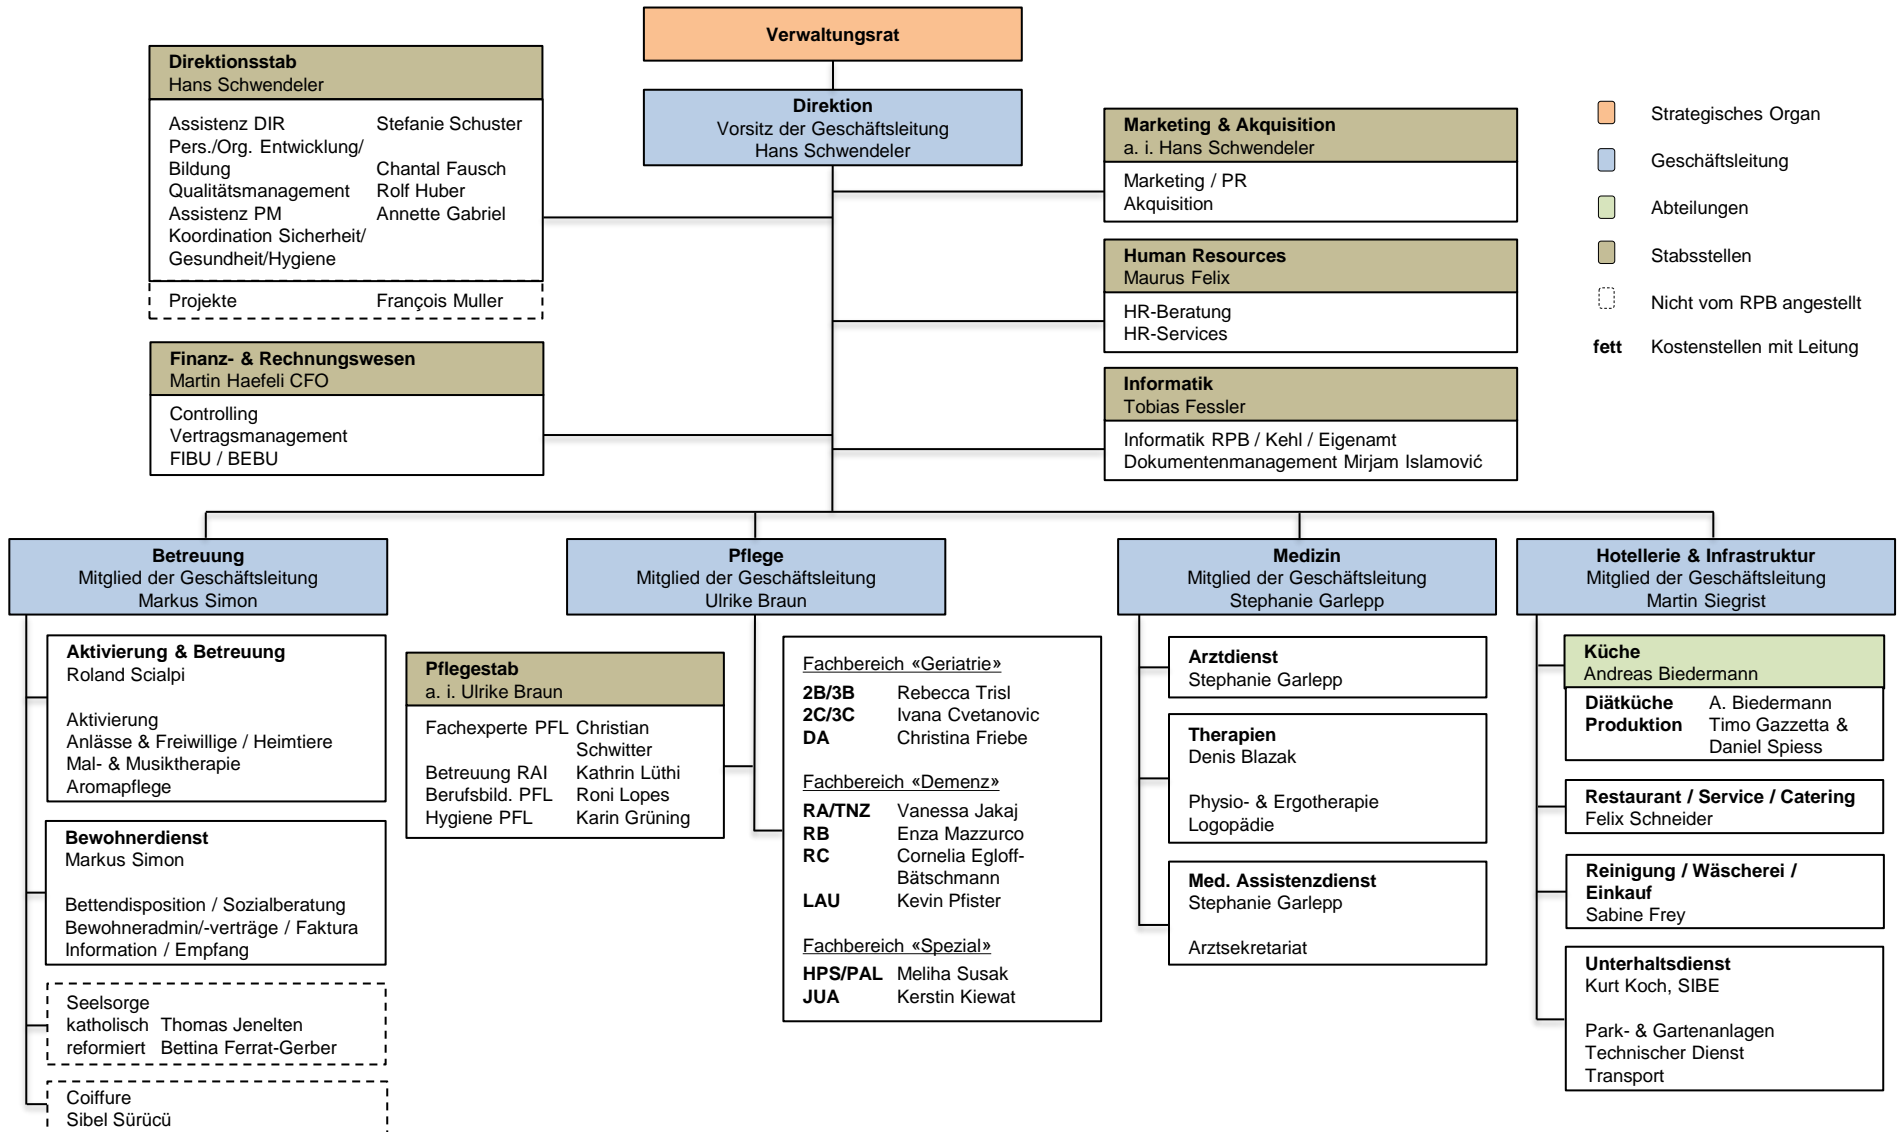 Verwaltungsrat
Direktion
Vorsitz der Geschäftsleitung
Hans Schwendeler
Direktionsstab
Hans Schwendeler
Assistenz DIR Stefanie Schuster
Pers./Org. Entwicklung/
Bildung Chantal Fausch
Qualitätsmanagement Rolf Huber
Assistenz PM Annette Gabriel
Koordination Sicherheit/
Gesundheit/Hygiene
Projekte François Muller
Finanz- & Rechnungswesen
Martin Haefeli CFO
Controlling
Vertragsmanagement
FIBU / BEBU
Marketing & Akquisition
a. i. Hans Schwendeler
Marketing / PR
Akquisition
Human Resources
Maurus Felix
HR-Beratung
HR-Services
Informatik
Tobias Fessler
Informatik RPB / Kehl / Eigenamt
Dokumentenmanagement Mirjam Islamović
Strategisches Organ
Geschäftsleitung
Abteilungen
Stabsstellen
Nicht vom RPB angestellt
fett Kostenstellen mit Leitung
Betreuung
Mitglied der Geschäftsleitung
Markus Simon
Aktivierung & Betreuung
Roland Scialpi
Aktivierung
Anlässe & Freiwillige / Heimtiere
Mal- & Musiktherapie
Aromapflege
Bewohnerdienst
Markus Simon
Bettendisposition / Sozialberatung
Bewohneradmin/-verträge / Faktura
Information / Empfang
Seelsorge
katholisch Thomas Jenelten
reformiert Bettina Ferrat-Gerber
Coiffure
Sibel Sürücü
Pflege
Mitglied der Geschäftsleitung
Ulrike Braun
Pflegestab
a. i. Ulrike Braun
Fachexperte PFL Christian
Schwitter
Betreuung RAI Kathrin Lüthi
Berufsbild. PFL Roni Lopes
Hygiene PFL Karin Grüning
Fachbereich «Geriatrie»
2B/3B Rebecca Trisl
2C/3C Ivana Cvetanovic
DA Christina Friebe
Fachbereich «Demenz»
RA/TNZ Vanessa Jakaj
RB Enza Mazzurco
RC Cornelia Egloff-
Bätschmann
LAU Kevin Pfister
Fachbereich «Spezial»
HPS/PAL Meliha Susak
JUA Kerstin Kiewat
Medizin
Mitglied der Geschäftsleitung
Stephanie Garlepp
Arztdienst
Stephanie Garlepp
Therapien
Denis Blazak
Physio- & Ergotherapie
Logopädie
Med. Assistenzdienst
Stephanie Garlepp
Arztsekretariat
Hotellerie & Infrastruktur
Mitglied der Geschäftsleitung
Martin Siegrist
Küche
Andreas Biedermann
Diätküche A. Biedermann
Produktion Timo Gazzetta &
Daniel Spiess
Restaurant / Service / Catering
Felix Schneider
Reinigung / Wäscherei /
Einkauf
Sabine Frey
Unterhaltsdienst
Kurt Koch, SIBE
Park- & Gartenanlagen
Technischer Dienst
Transport